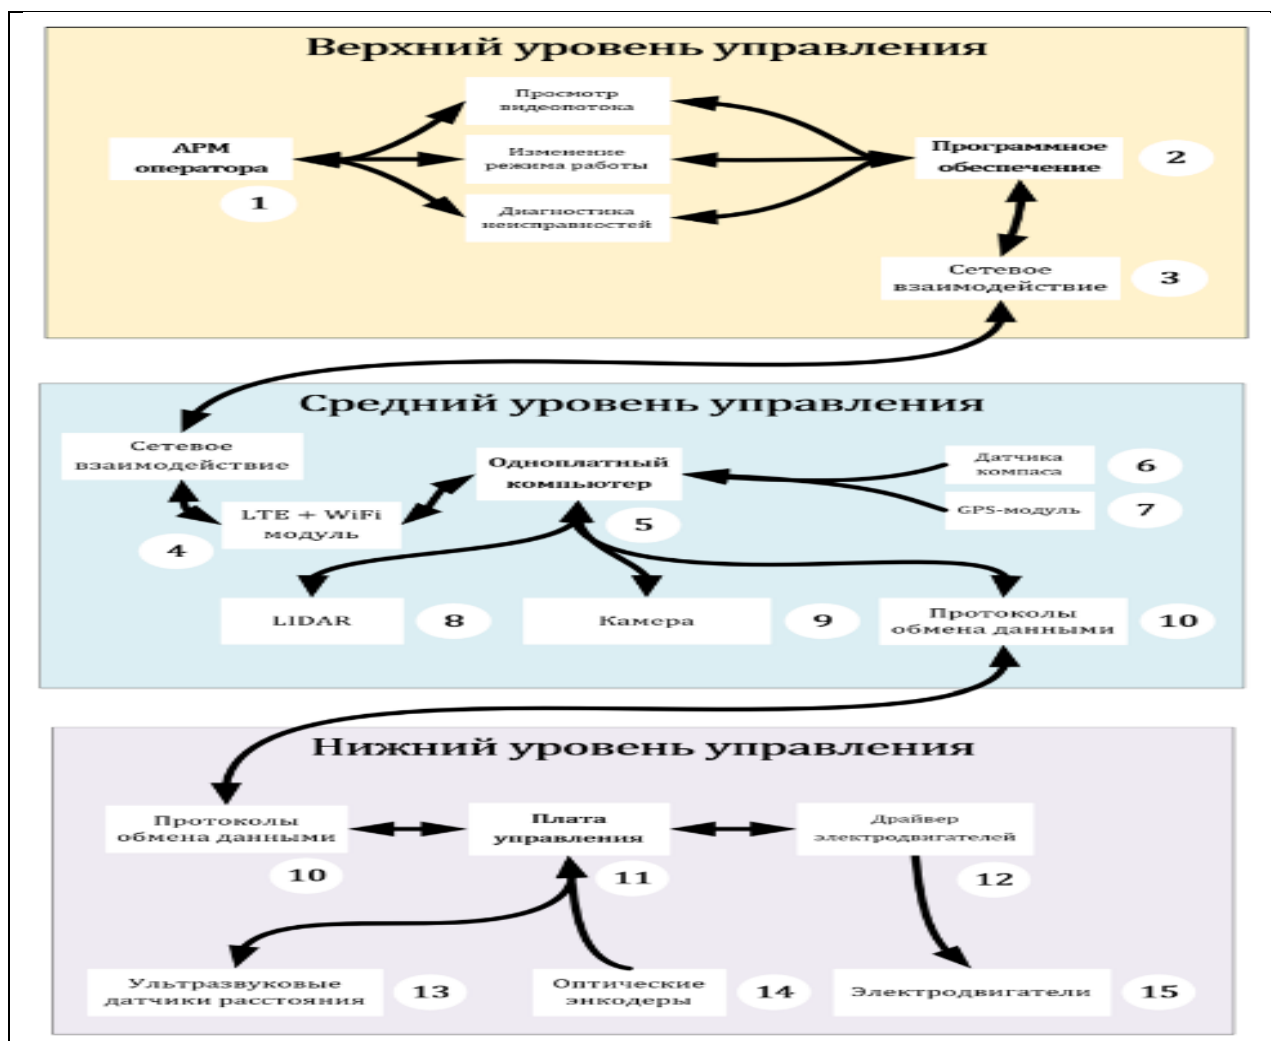 Верхний уровень управления
Просмотр
видеопотока
АРМ
оператора
1
Изменение
режима работы
Программное
обеспечение
2
Диагностика
неисправностей
Сетевое
взаимодействие
3
Средний уровень управления
Сетевое
взаимодействие
LTE + WiFi
модуль
4
Одноплатный
компьютер
5
Датчика
компаса
6
GPS-модуль
7
LIDAR
8
Камера
9
Протоколы
обмена данными
10
Нижний уровень управления
Протоколы
обмена данными
10
Плата
управления
11
Драйвер
электродвигателей
12
Ультразвуковые
датчики расстояния
13
Оптические
энкодеры
14
Электродвигатели
15